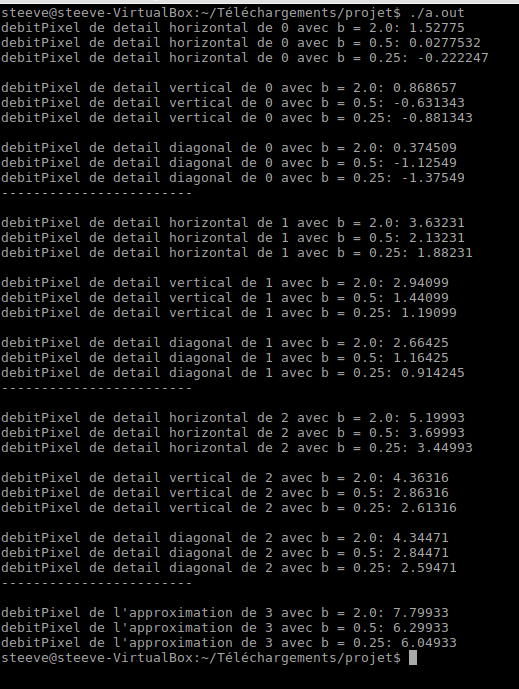 steeve@steeve-VirtualBox:~/Téléchargements/projet$ ./a.out
debitPixel de detail horizontal de 0 avec b = 2.0: 1.52775
debitPixel de detail horizontal de 0 avec b = 0.5: 0.0277532
debitPixel de detail horizontal de 0 avec b = 0.25: -0.222247
debitPixel de detail vertical de 0 avec b = 2.0: 0.868657
debitPixel de detail vertical de 0 avec b = 0.5: -0.631343
debitPixel de detail vertical de 0 avec b = 0.25: -0.881343
debitPixel de detail diagonal de 0 avec b = 2.0: 0.374509
debitPixel de detail diagonal de 0 avec b = 0.5: -1.12549
debitPixel de detail diagonal de 0 avec b = 0.25: -1.37549
------------------------
debitPixel de detail horizontal de 1 avec b = 2.0: 3.63231
debitPixel de detail horizontal de 1 avec b = 0.5: 2.13231
debitPixel de detail horizontal de 1 avec b = 0.25: 1.88231
debitPixel de detail vertical de 1 avec b = 2.0: 2.94099
debitPixel de detail vertical de 1 avec b = 0.5: 1.44099
debitPixel de detail vertical de 1 avec b = 0.25: 1.19099
debitPixel de detail diagonal de 1 avec b = 2.0: 2.66425
debitPixel de detail diagonal de 1 avec b = 0.5: 1.16425
debitPixel de detail diagonal de 1 avec b = 0.25: 0.914245
------------------------
debitPixel de detail horizontal de 2 avec b = 2.0: 5.19993
debitPixel de detail horizontal de 2 avec b = 0.5: 3.69993
debitPixel de detail horizontal de 2 avec b = 0.25: 3.44993
debitPixel de detail vertical de 2 avec b = 2.0: 4.36316
debitPixel de detail vertical de 2 avec b = 0.5: 2.86316
debitPixel de detail vertical de 2 avec b = 0.25: 2.61316
debitPixel de detail diagonal de 2 avec b = 2.0: 4.34471
debitPixel de detail diagonal de 2 avec b = 0.5: 2.84471
debitPixel de detail diagonal de 2 avec b = 0.25: 2.59471
------------------------
debitPixel de l'approximation de 3 avec b = 2.0: 7.79933
debitPixel de l'approximation de 3 avec b = 0.5: 6.29933
debitPixel de l'approximation de 3 avec b = 0.25: 6.04933
steeve@steeve-VirtualBox:~/Téléchargements/projet$